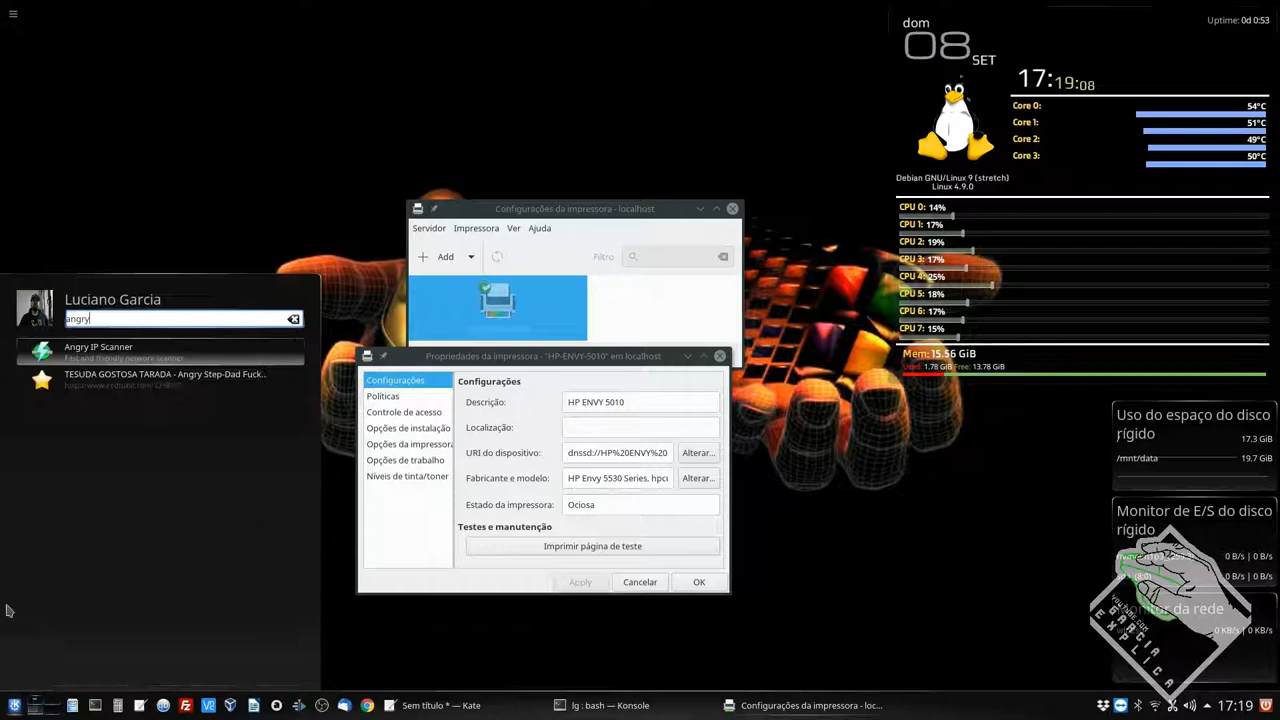 dom
08
SET
Uptime: 0d 0:53
17:19:08
Core 0: 54°C
Core 1: 51°C
Core 2: 49°C
Core 3: 50°C
Debian GNU/Linux 9 (stretch)
Linux 4.9.0
CPU 0: 14%
CPU 1: 17%
CPU 2: 19%
CPU 3: 17%
CPU 4: 25%
CPU 5: 18%
CPU 6: 17%
CPU 7: 15%
Mem: 15.56 GiB
Used: 1.78 GiB Free: 13.78 GiB
Uso do espaço do disco
rígido
17.3 GiB
/mnt/data 19.7 GiB
Monitor de E/S do disco
rígido
0 B/s | 0 B/s
(8:0) 0 B/s | 0 B/s
Monitor da rede
0 KB/s | 0 KB/s
youtube.com
GARCIA
EXPLICA
Luciano Garcia
angry
Angry IP Scanner
Fast and friendly network scanner
TESUDA GOSTOSA TARADA - Angry Step-Dad Fuck..
Configurações da impressora - localhost
Servidor Impressora Ver Ajuda
Add Filtro
Propriedades da impressora - "HP-ENVY-5010" em localhost
Configurações
Políticas
Controle de acesso
Opções de instalação
Opções da impressora
Opções de trabalho
Níveis de tinta/toner
Configurações
Descrição: HP ENVY 5010
Localização:
URI do dispositivo: dnssd://HP%20ENVY%20 Alterar...
Fabricante e modelo: HP Envy 5530 Series, hpcu Alterar...
Estado da impressora: Ociosa
Testes e manutenção
Imprimir página de teste
Apply Cancelar OK
Sem título * — Kate
lg : bash — Konsole
Configurações da impressora - loc...
17:19